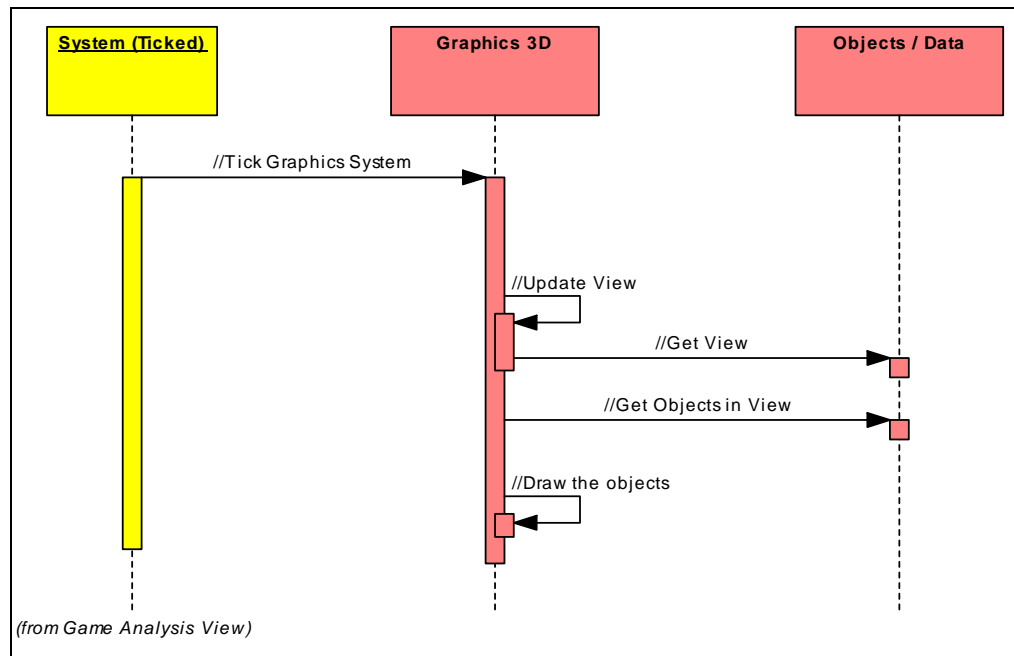 System (Ticked)
Graphics 3D
Objects / Data
//Tick Graphics System
//Update View
//Get View
//Get Objects in View
//Draw the objects
(from Game Analysis View)